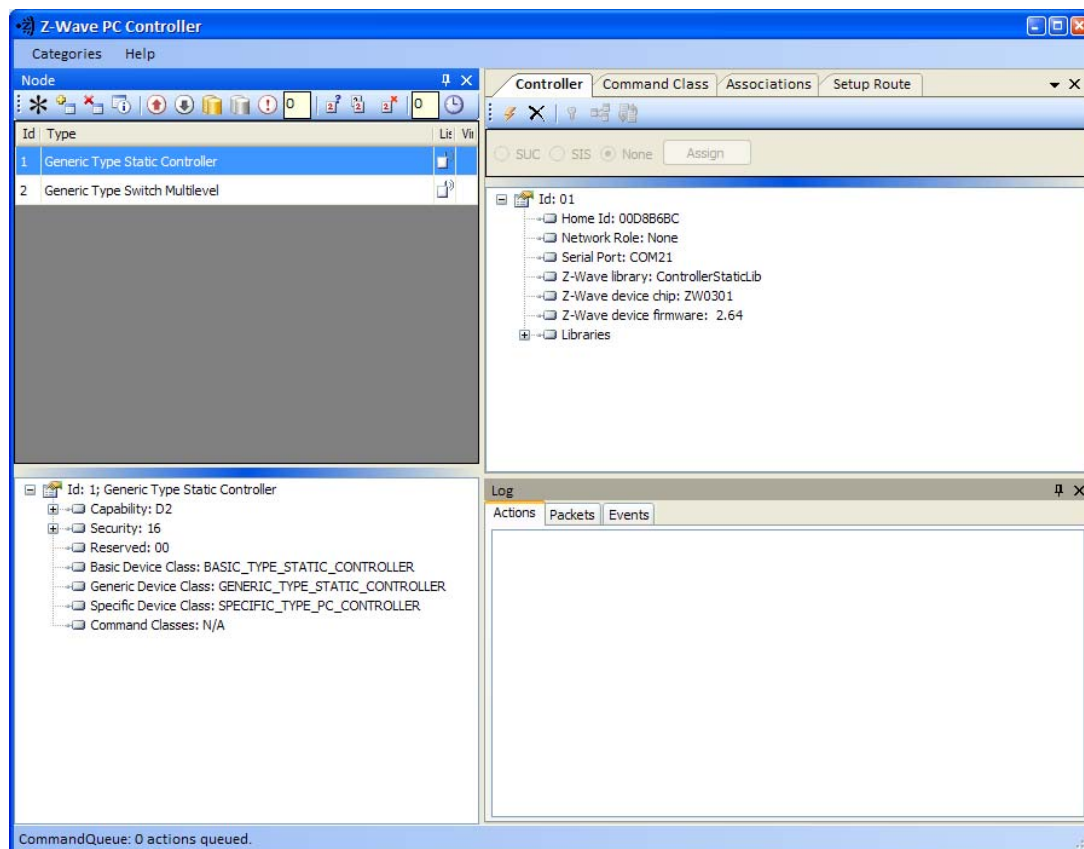 Z-Wave PC Controller
Categories Help
Node
0 0
Id Type Lis Vir
1 Generic Type Static Controller
2 Generic Type Switch Multilevel
Id: 1; Generic Type Static Controller
Capability: D2
Security: 16
Reserved: 00
Basic Device Class: BASIC_TYPE_STATIC_CONTROLLER
Generic Device Class: GENERIC_TYPE_STATIC_CONTROLLER
Specific Device Class: SPECIFIC_TYPE_PC_CONTROLLER
Command Classes: N/A
Controller Command Class Associations Setup Route
SUC SIS None Assign
Id: 01
Home Id: 00D8B6BC
Network Role: None
Serial Port: COM21
Z-Wave library: ControllerStaticLib
Z-Wave device chip: ZW0301
Z-Wave device firmware: 2.64
Libraries
Log
Actions Packets Events
CommandQueue: 0 actions queued.